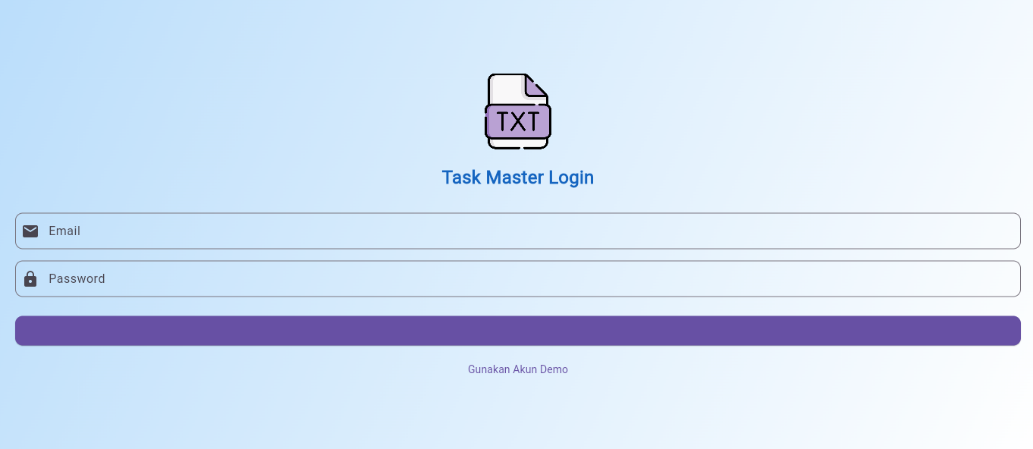 TXT
Task Master Login
Email
Password
Gunakan Akun Demo